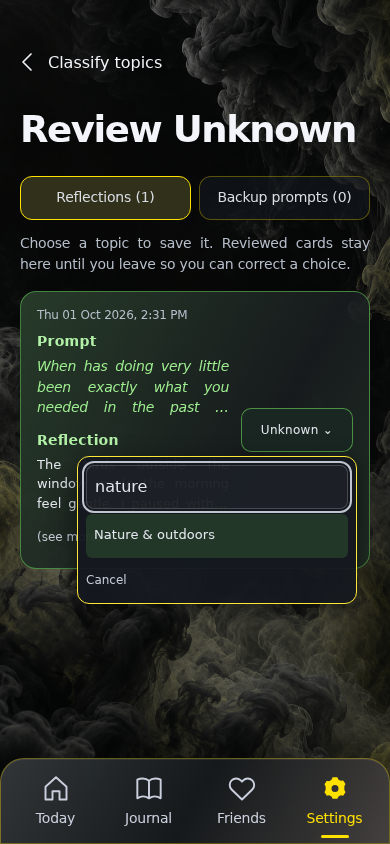 Classify topics
Review Unknown
Reflections (1)
Backup prompts (0)
Choose a topic to save it. Reviewed cards stay
here until you leave so you can correct a choice.
Thu 01 Oct 2026, 2:31 PM
Prompt
When has doing very little
been exactly what you
needed in the past ...
Unknown
Reflection
The
windo
feel
(see m
nature
Nature & outdoors
Cancel
Today
Journal
Friends
Settings